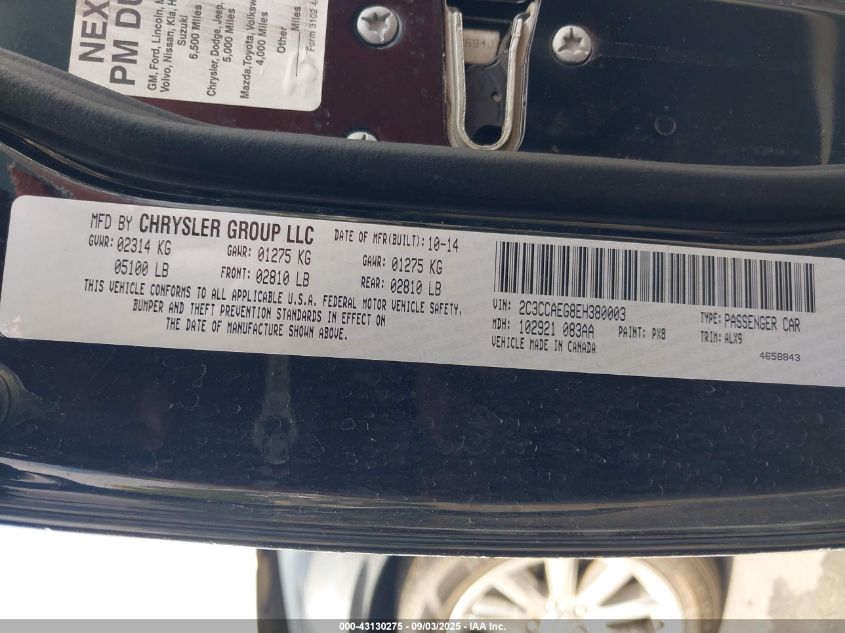 NEX
PM DU
GM, Ford, Lincoln, M
Volvo, Nissan, Kia, H
Suzuki
6,500 Miles
Chrysler, Dodge, Jeep,
5,000 Miles
Mazda, Toyota, Volksw
4,000 Miles
Other
Miles
Form 3102 4
MFD BY CHRYSLER GROUP LLC
DATE OF MFR(BUILT): 10-14
GVWR: 02314 KG
GAWR: 01275 KG
GAWR: 01275 KG
05100 LB
FRONT: 02810 LB
REAR: 02810 LB
THIS VEHICLE CONFORMS TO ALL APPLICABLE U.S.A. FEDERAL MOTOR VEHICLE SAFETY,
BUMPER AND THEFT PREVENTION STANDARDS IN EFFECT ON
THE DATE OF MANUFACTURE SHOWN ABOVE.
VIN: 2C3CCAEG8EH380003
TYPE: PASSENGER CAR
MDH: 102921 083AA
PAINT: PX8
TRIM: ALX9
VEHICLE MADE IN CANADA
4658843
000-43130275 - 09/03/2025 - IAA Inc.